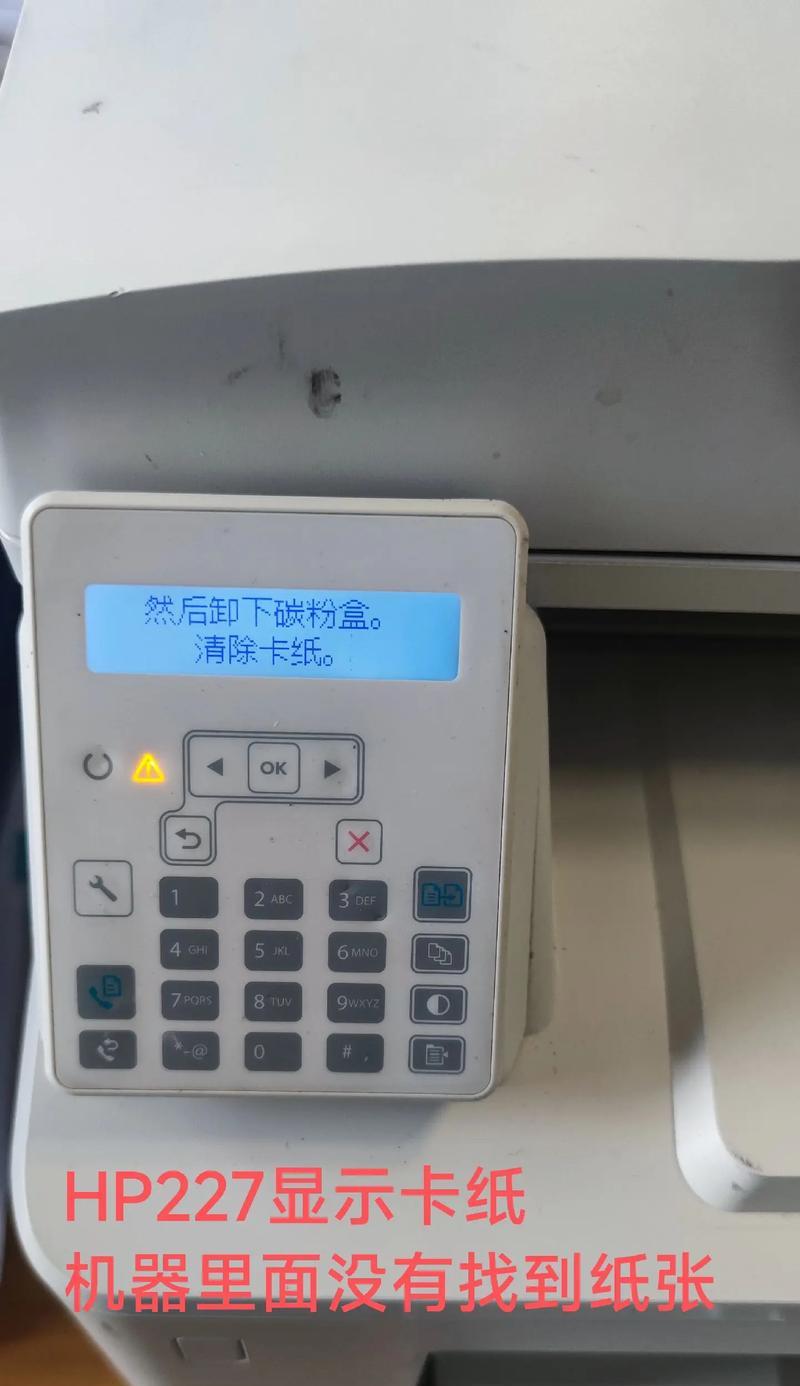 然后卸下碳粉盒。
清除卡纸。
OK
1
2 ABC
3 DEF
4 GHI
5 JKL
6 MNO
7 PQRS
8 TUV
9 WXYZ
*-@
0
# ,
HP227显示卡纸
机器里面没有找到纸张